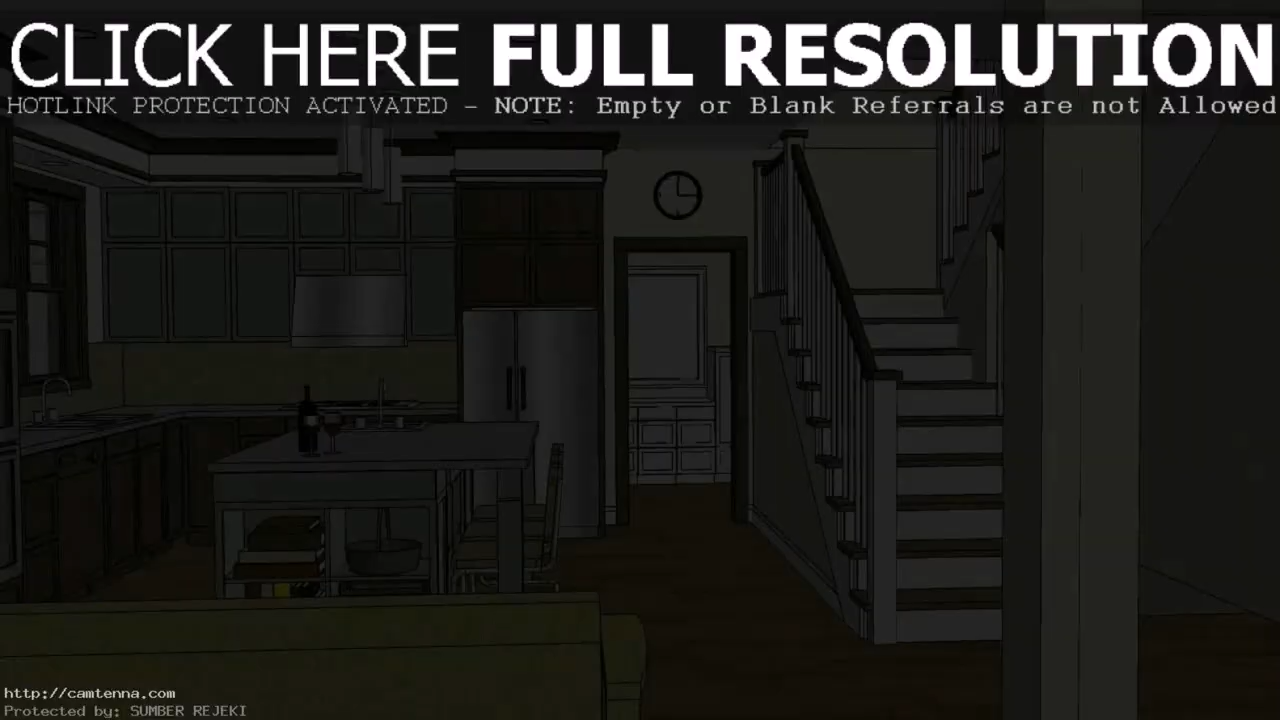 CLICK HERE FULL RESOLUTION
HOTLINK PROTECTION ACTIVATED - NOTE: Empty or Blank Referrals are not Allowed
http://camtenna.com
Protected by: SUMBER REJEKI